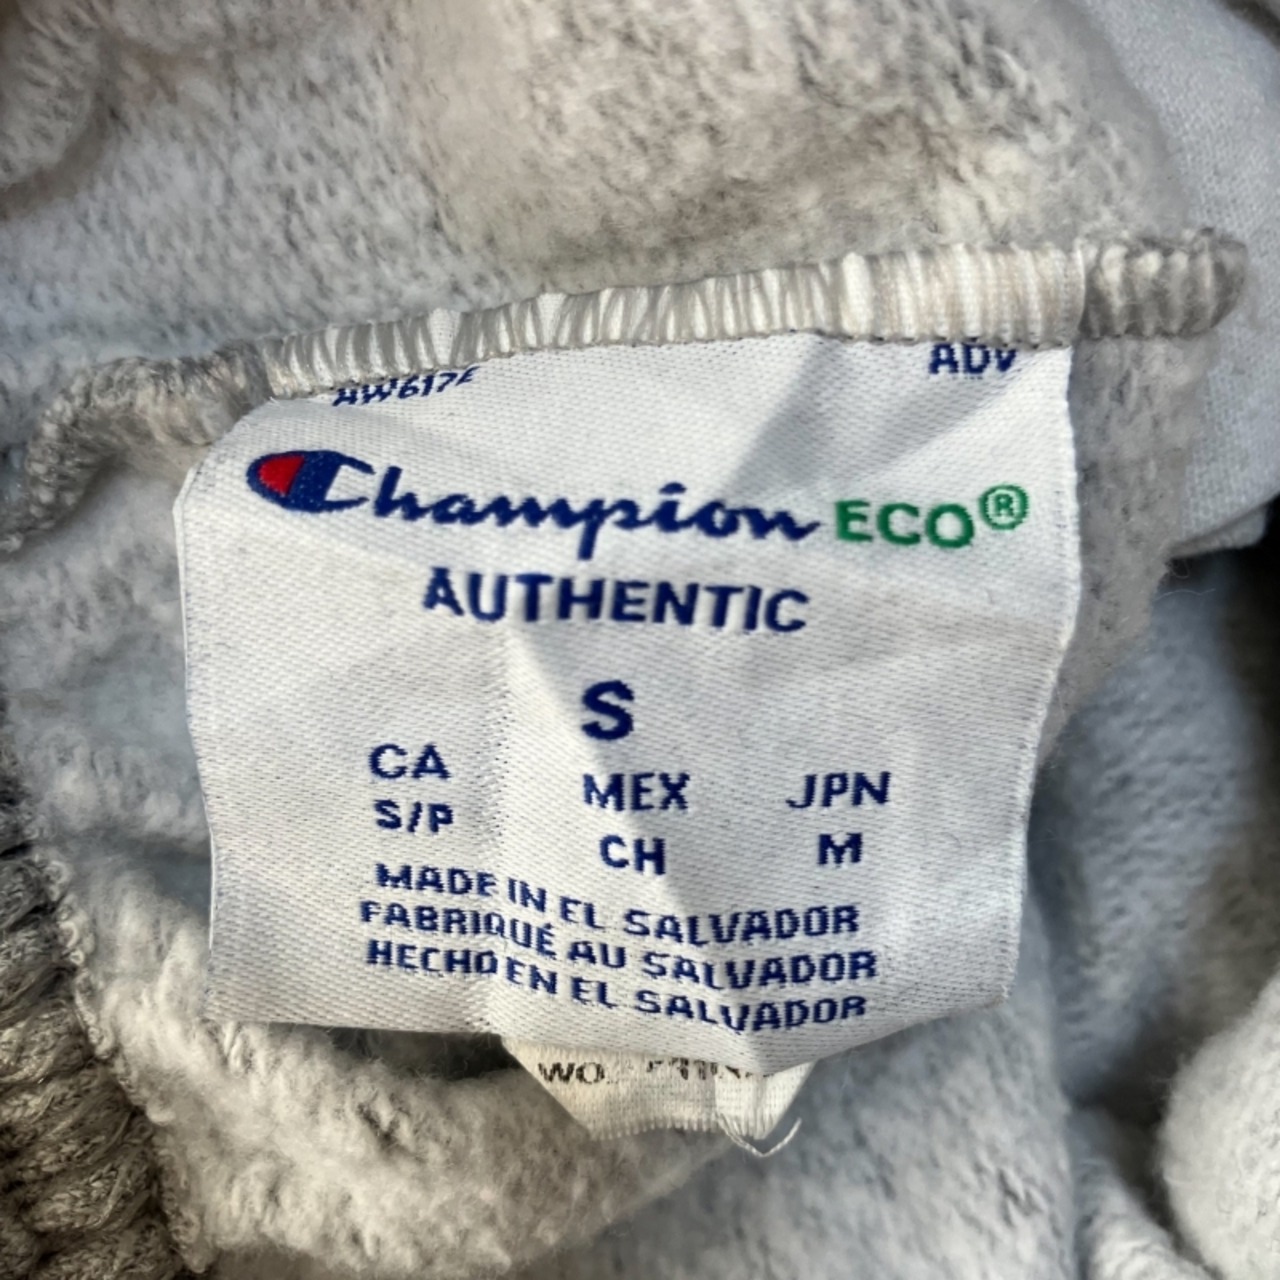 AW617E ADV
Champion ECO®
AUTHENTIC
S
CA MEX JPN
S/P CH M
MADE IN EL SALVADOR
FABRIQUÉ AU SALVADOR
HECHO EN EL SALVADOR